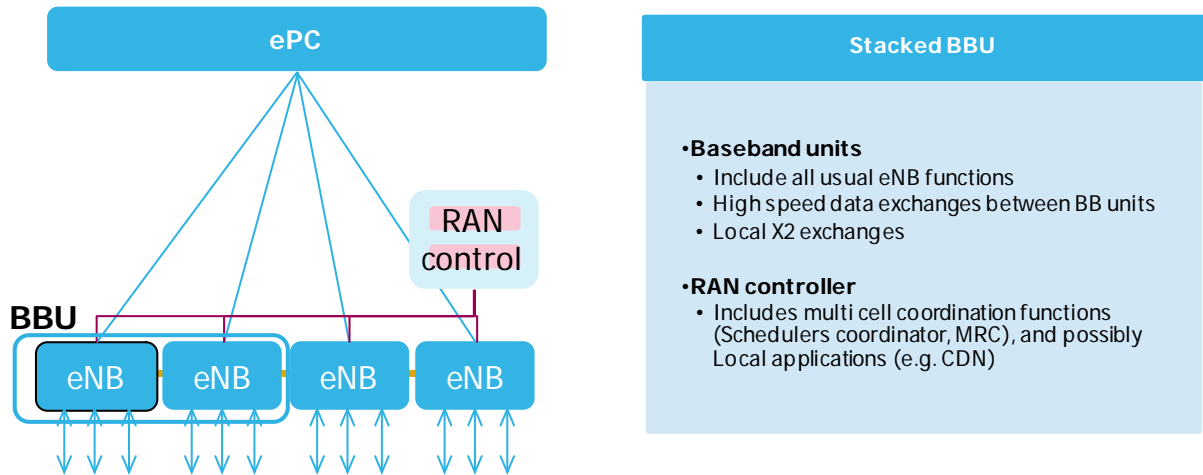 ePC
RAN
control
BBU
eNB
eNB
eNB
eNB
Stacked BBU
•Baseband units
• Include all usual eNB functions
• High speed data exchanges between BB units
• Local X2 exchanges
•RAN controller
• Includes multi cell coordination functions
(Schedulers coordinator, MRC), and possibly
Local applications (e.g. CDN)